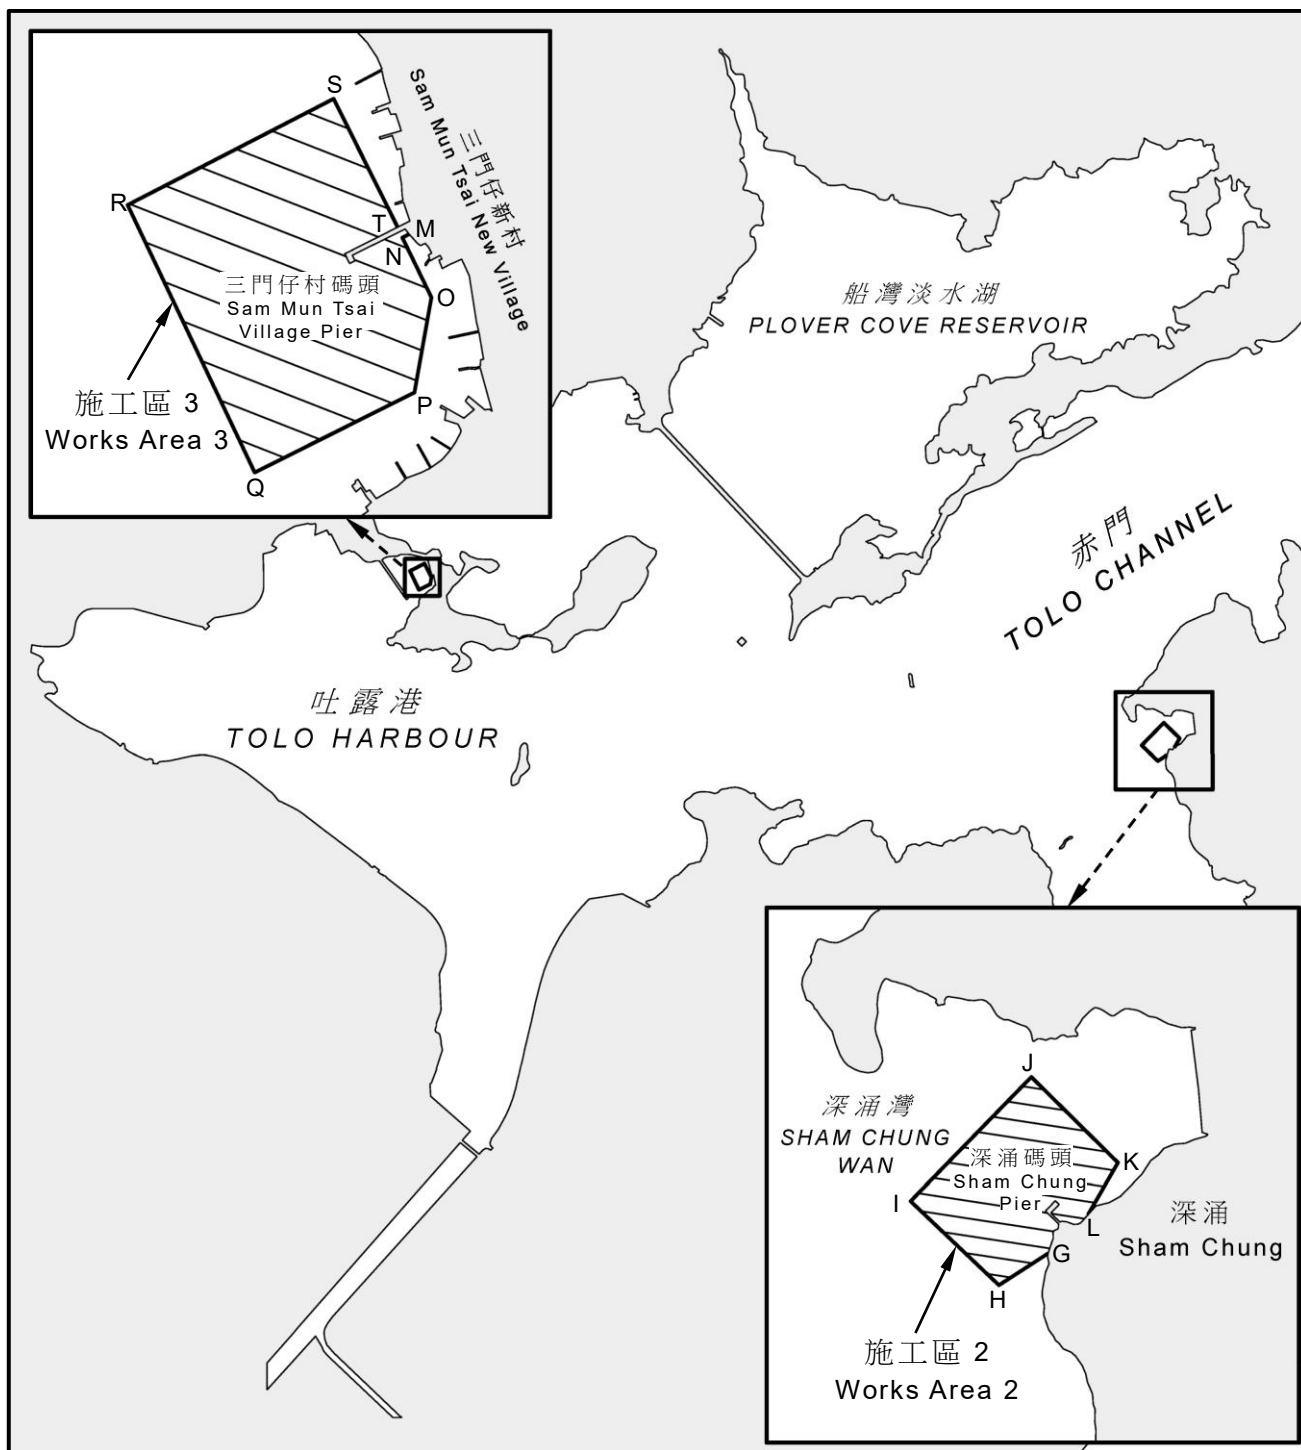 S
Sam Mun Tsai New Village
三門仔新村
R
T
M
N
O
三門仔村碼頭
Sam Mun Tsai
Village Pier
P
Q
施工區 3
Works Area 3
船灣淡水湖
PLOVER COVE RESERVOIR
赤門
TOLO CHANNEL
吐露港
TOLO HARBOUR
J
深涌灣
SHAM CHUNG
WAN
深涌碼頭
Sham Chung
Pier
K
I
L
G
H
深涌
Sham Chung
施工區 2
Works Area 2